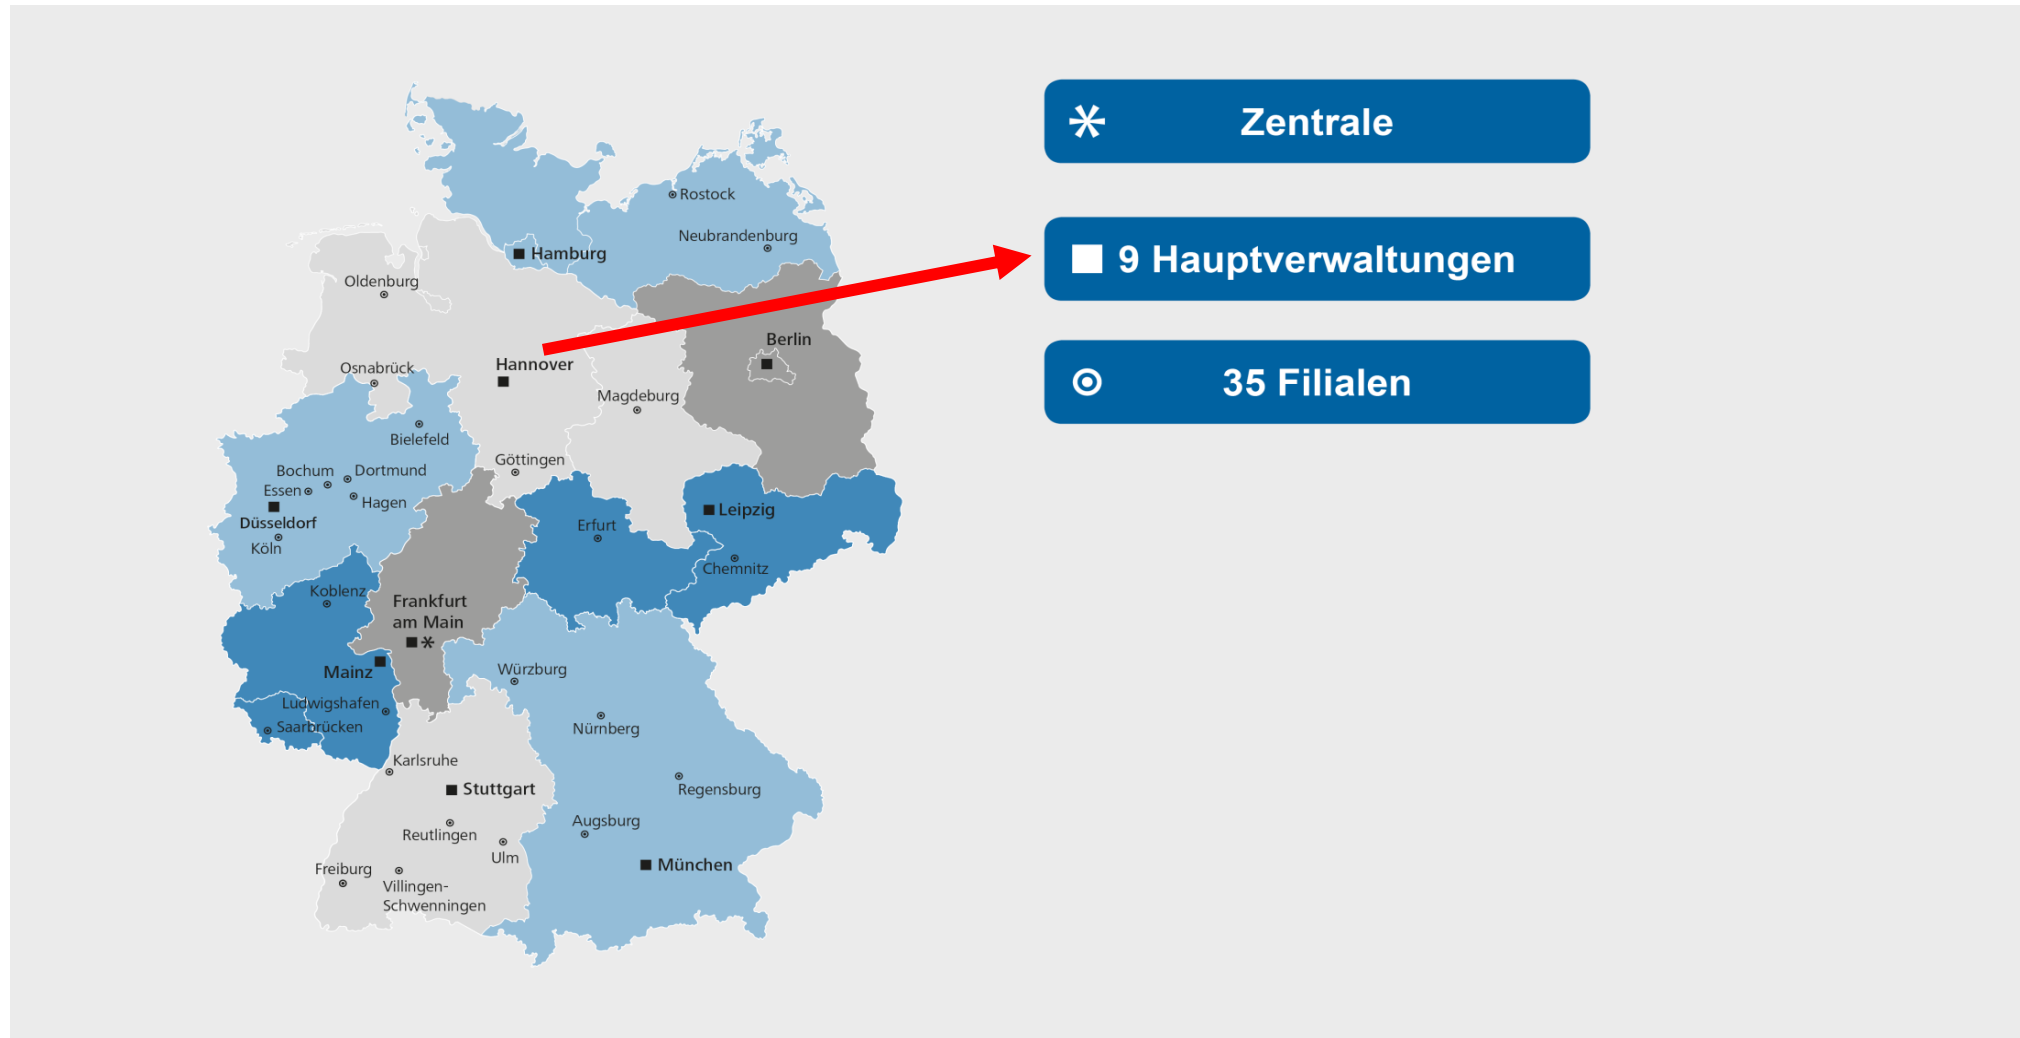 Zentrale
9 Hauptverwaltungen
35 Filialen
Rostock
Neubrandenburg
Hamburg
Oldenburg
Berlin
Hannover
Osnabrück
Magdeburg
Bielefeld
Göttingen
Bochum
Dortmund
Essen
Hagen
Düsseldorf
Köln
Leipzig
Erfurt
Chemnitz
Koblenz
Frankfurt
am Main
Mainz
Würzburg
Ludwigshafen
Saarbrücken
Nürnberg
Karlsruhe
Stuttgart
Regensburg
Reutlingen
Augsburg
Ulm
München
Freiburg
Villingen-
Schwenningen